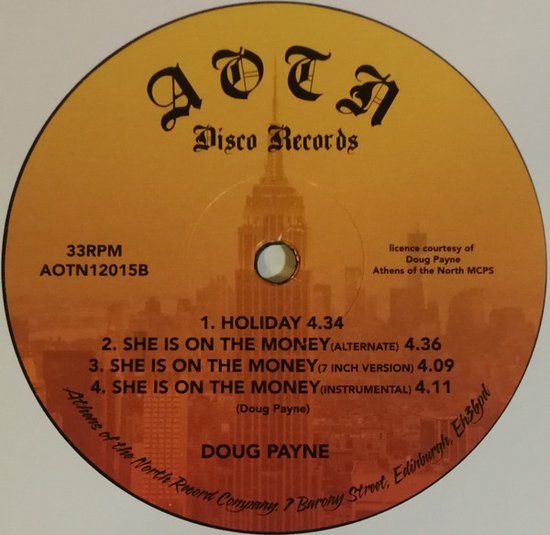 AOTN
Disco Records
33RPM
AOTN12015B
licence courtesy of
Doug Payne
Athens of the North MCPS
1. HOLIDAY 4.34
2. SHE IS ON THE MONEY(ALTERNATE) 4.36
3. SHE IS ON THE MONEY(7 INCH VERSION) 4.09
4. SHE IS ON THE MONEY(INSTRUMENTAL) 4.11
(Doug Payne)
DOUG PAYNE
Athens of the North Record Company. 7 Barony Street, Edinburgh, Eh36pd